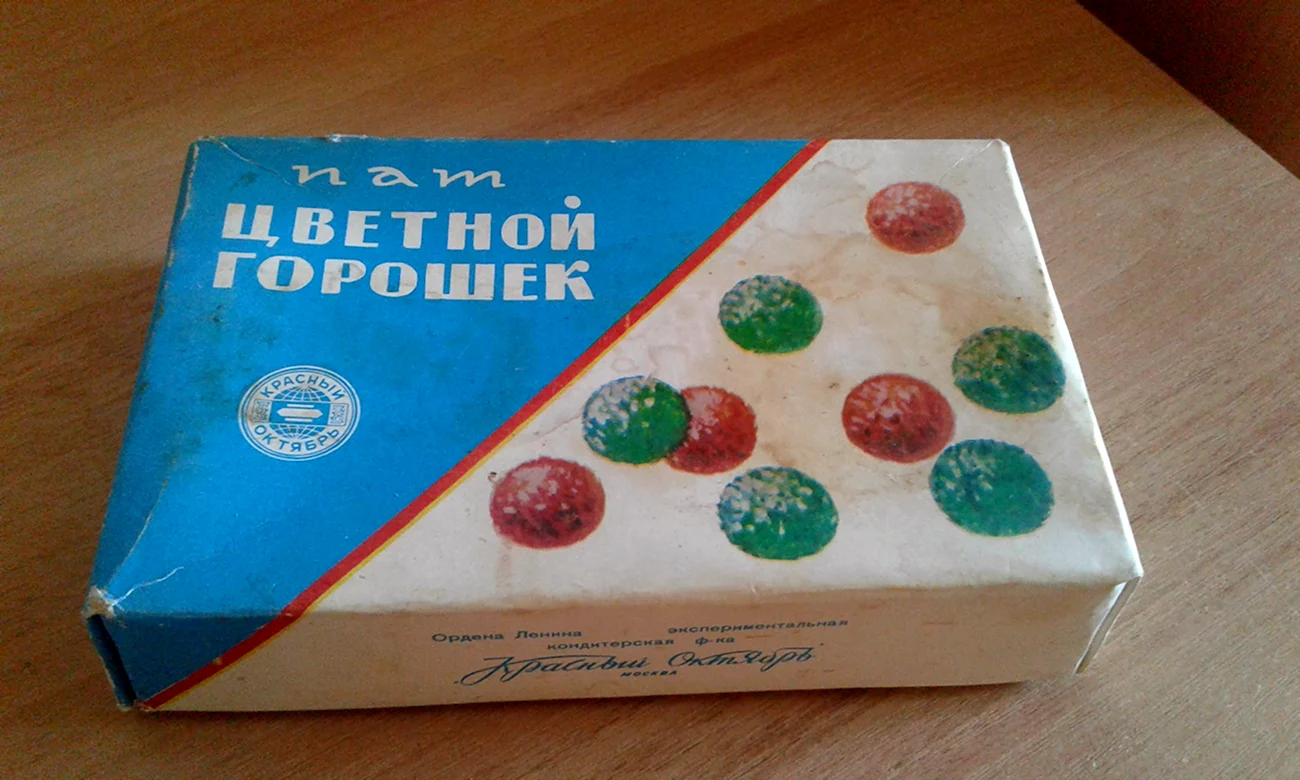 пат
ЦВЕТНОЙ
ГОРОШЕК
КРАСНЫЙ
ОКТЯБРЬ
Ордена Ленина экспериментальная
кондитерская ф-ка
"Красный Октябрь"
МОСКВА